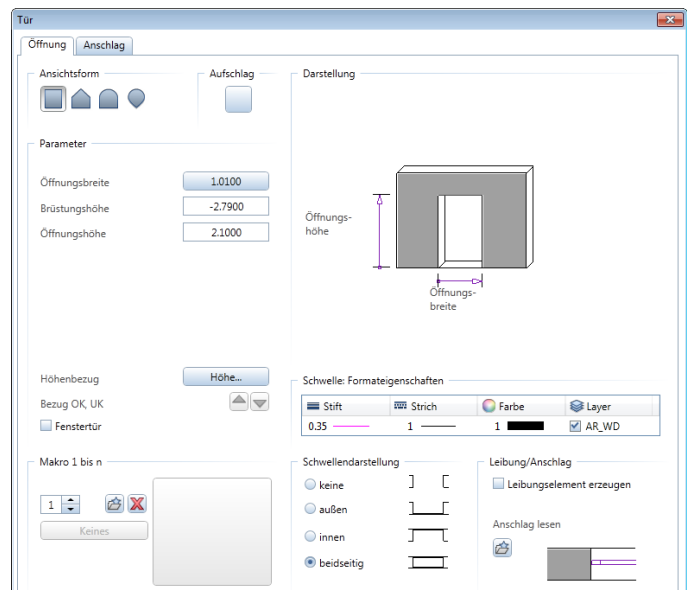 Tür
Öffnung Anschlag
Ansichtsform
Aufschlag
Darstellung
Parameter
Öffnungsbreite 1.0100
Brüstungshöhe -2.7900
Öffnungshöhe 2.1000
Öffnungs-
höhe
Öffnungs-
breite
Höhenbezug Höhe...
Bezug OK, UK
Fenstertür
Schwelle: Formateigenschaften
Stift Strich Farbe Layer
0.35 1 1 AR_WD
Makro 1 bis n
1
Keines
Schwellendarstellung
keine
außen
innen
beidseitig
Leibung/Anschlag
Leibungselement erzeugen
Anschlag lesen